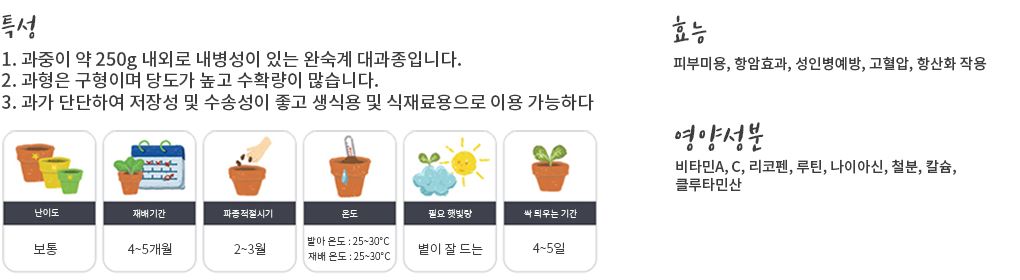 특성
1. 과중이 약 250g 내외로 내병성이 있는 완숙계 대과종입니다.
2. 과형은 구형이며 당도가 높고 수확량이 많습니다.
3. 과가 단단하여 저장성 및 수송성이 좋고 생식용 및 식재료용으로 이용 가능하다
난이도
보통
재배기간
4~5개월
파종적절시기
2~3월
온도
발아 온도 : 25~30°C
재배 온도 : 25~30°C
필요 햇빛량
볕이 잘 드는
싹 틔우는 기간
4~5일
효능
피부미용, 항암효과, 성인병예방, 고혈압, 항산화 작용
영양성분
비타민A, C, 리코펜, 루틴, 나이아신, 철분, 칼슘,
클루타민산